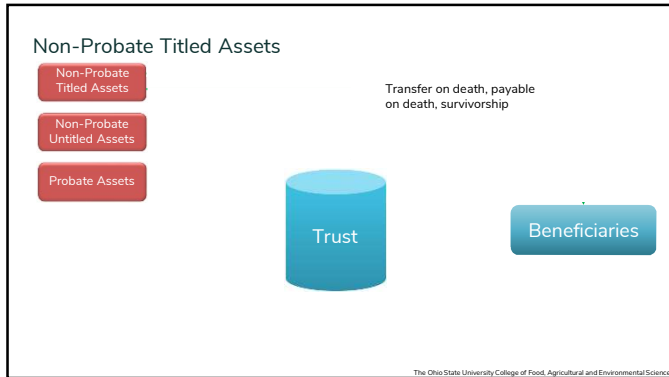 Non-Probate Titled Assets
Non-Probate
Titled Assets
Transfer on death, payable
on death, survivorship
Non-Probate
Untitled Assets
Probate Assets
Trust
Beneficiaries
The Ohio State University College of Food, Agricultural and Environmental Science